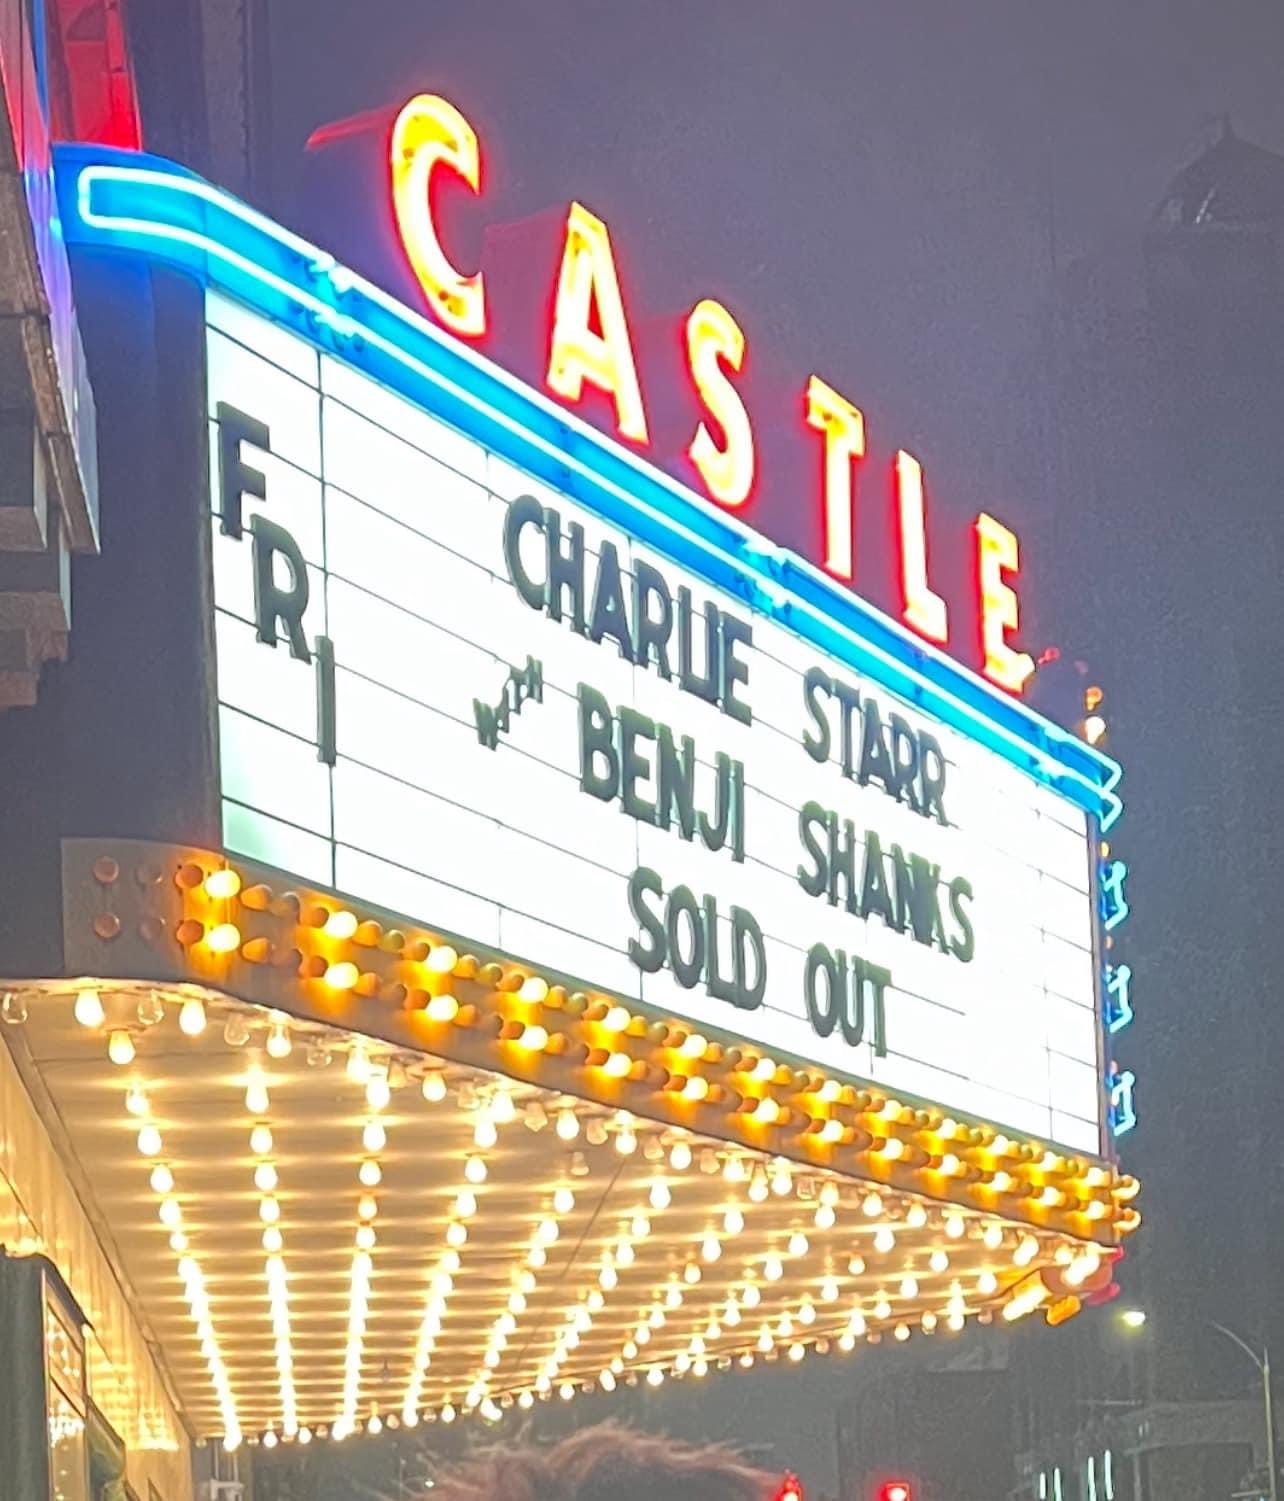 CASTLE
FRI
CHARLIE STARR
WITH BENJI SHANKS
SOLD OUT